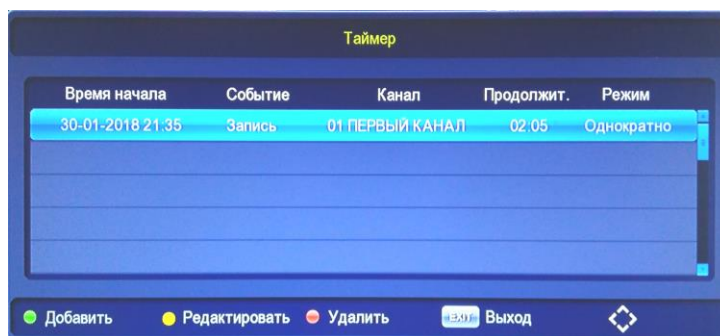 Таймер
Время начала Событие Канал Продолжит. Режим
30-01-2018 21:35 Запись 01 ПЕРВЫЙ КАНАЛ 02:05 Однократно
Добавить Редактировать Удалить EXIT Выход